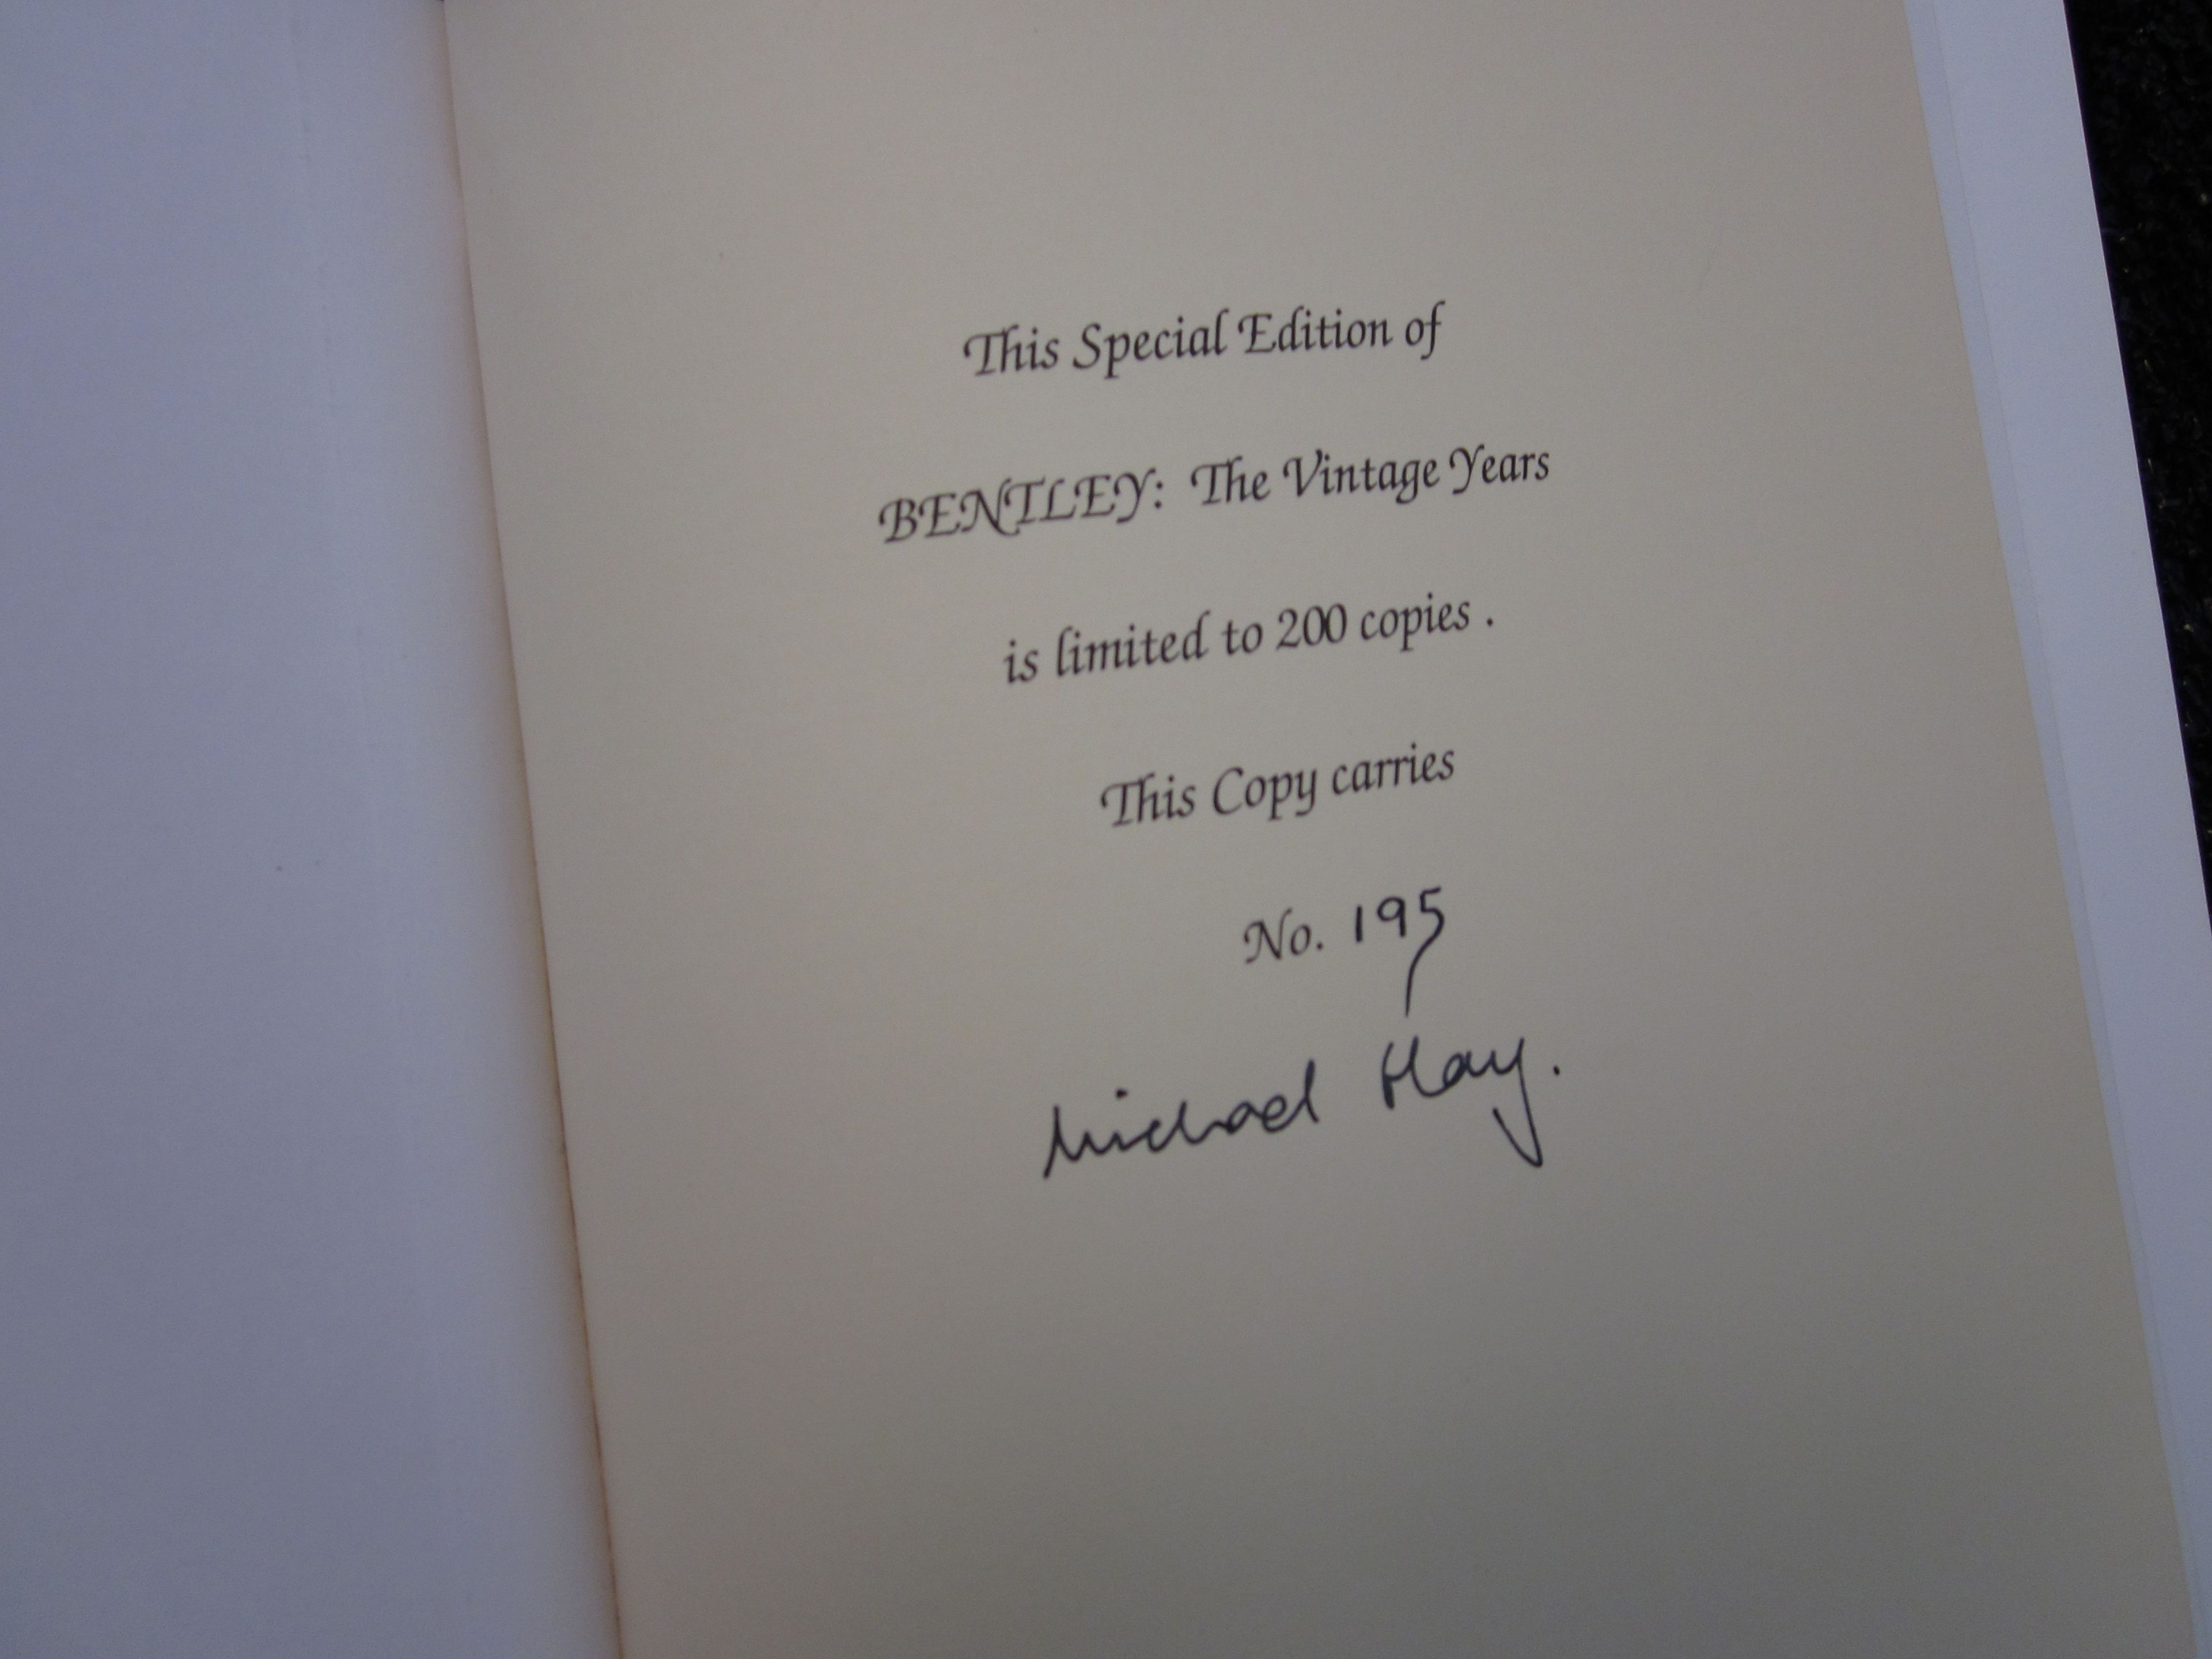 This Special Edition of
BENTLEY: The Vintage Years
is limited to 200 copies .
This Copy carries
No. 195
Michael Hay.